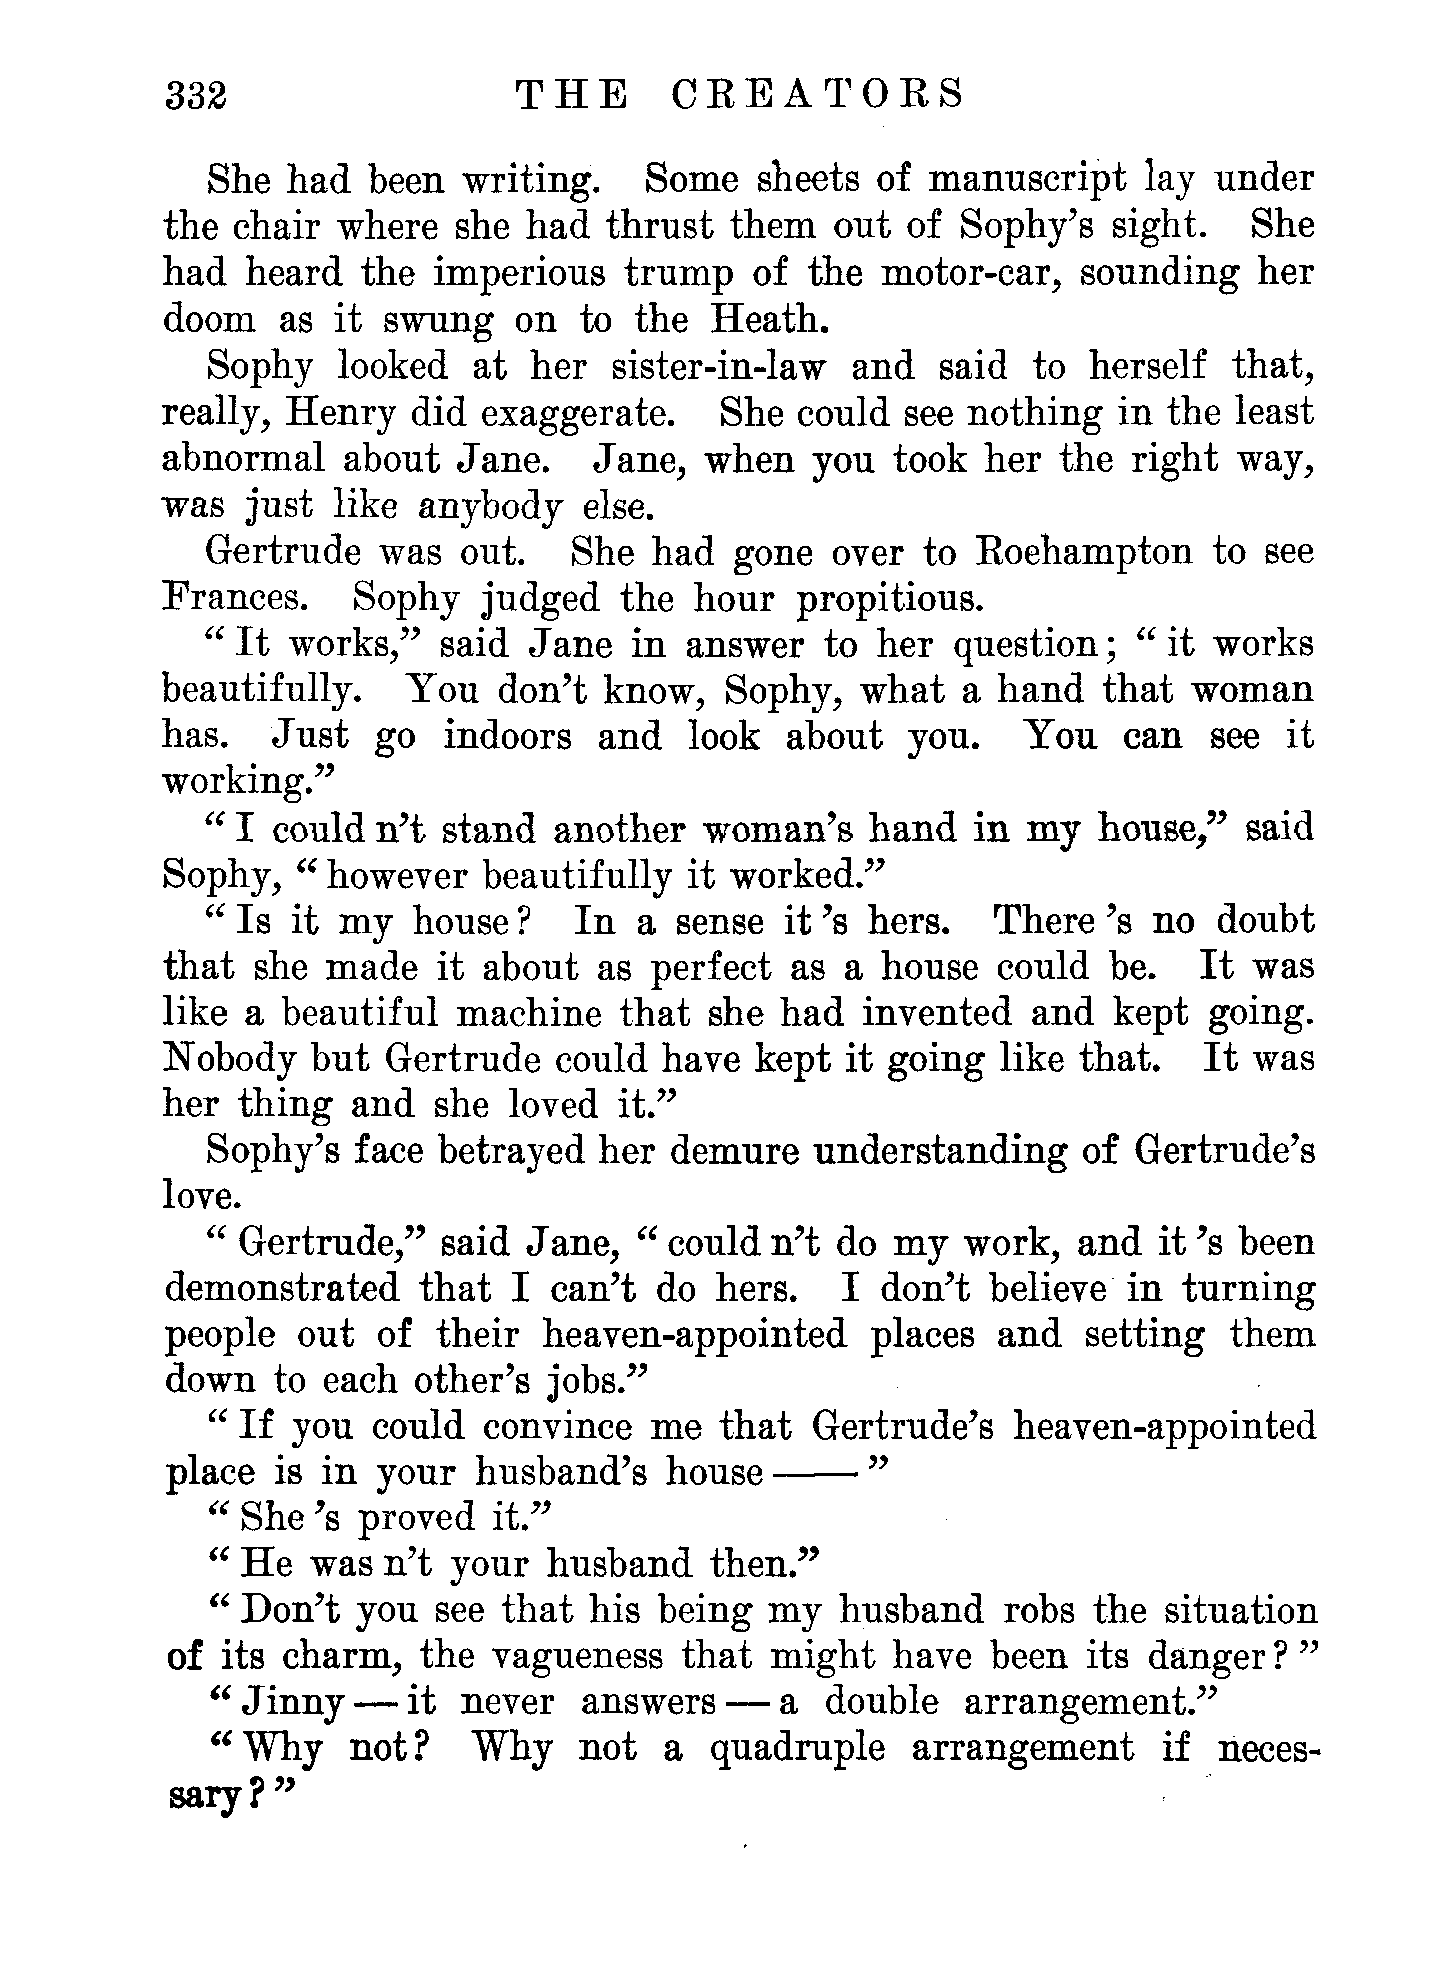 332 THE CREATORS
She had been writing. Some sheets of manuscript lay under
the chair where she had thrust them out of Sophy's sight. She
had heard the imperious trump of the motor-car, sounding her
doom as it swung on to the Heath.
Sophy looked at her sister-in-law and said to herself that,
really, Henry did exaggerate. She could see nothing in the least
abnormal about Jane. Jane, when you took her the right way,
was just like anybody else.
Gertrude was out. She had gone over to Roehampton to see
Frances. Sophy judged the hour propitious.
"It works," said Jane in answer to her question; "it works
beautifully. You don't know, Sophy, what a hand that woman
has. Just go indoors and look about you. You can see it
working."
"I could n't stand another woman's hand in my house," said
Sophy, "however beautifully it worked."
"Is it my house? In a sense it 's hers. There 's no doubt
that she made it about as perfect as a house could be. It was
like a beautiful machine that she had invented and kept going.
Nobody but Gertrude could have kept it going like that. It was
her thing and she loved it."
Sophy's face betrayed her demure understanding of Gertrude's
love.
"Gertrude," said Jane, "could n't do my work, and it 's been
demonstrated that I can't do hers. I don't believe in turning
people out of their heaven-appointed places and setting them
down to each other's jobs."
"If you could convince me that Gertrude's heaven-appointed
place is in your husband's house ——"
"She 's proved it."
"He was n't your husband then."
"Don't you see that his being my husband robs the situation
of its charm, the vagueness that might have been its danger?"
"Jinny — it never answers — a double arrangement."
"Why not? Why not a quadruple arrangement if neces-
sary?"